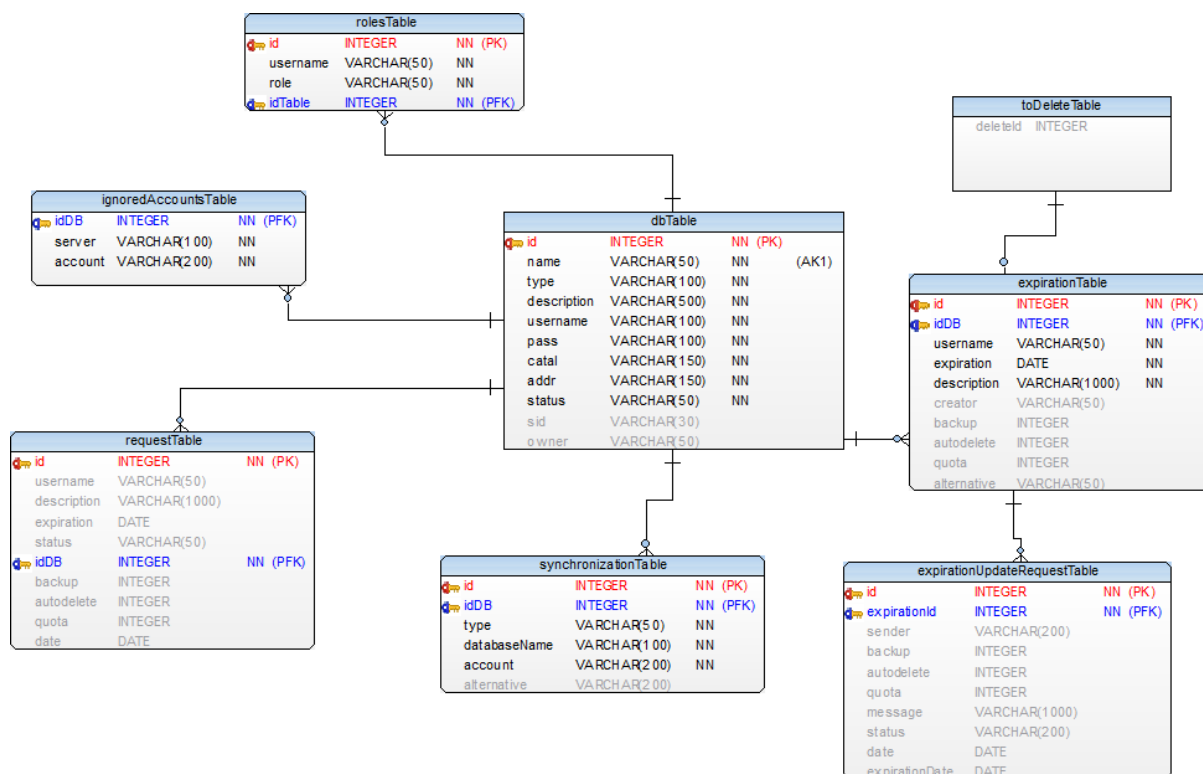 rolesTable
id INTEGER NN (PK)
username VARCHAR(50) NN
role VARCHAR(50) NN
idTable INTEGER NN (PFK)
toDeleteTable
deleteId INTEGER
ignoredAccountsTable
idDB INTEGER NN (PFK)
server VARCHAR(100) NN
account VARCHAR(200) NN
dbTable
id INTEGER NN (PK)
name VARCHAR(50) NN (AK1)
type VARCHAR(100) NN
description VARCHAR(500) NN
username VARCHAR(100) NN
pass VARCHAR(100) NN
catal VARCHAR(150) NN
addr VARCHAR(150) NN
status VARCHAR(50) NN
sid VARCHAR(30)
owner VARCHAR(50)
expirationTable
id INTEGER NN (PK)
idDB INTEGER NN (PFK)
username VARCHAR(50) NN
expiration DATE NN
description VARCHAR(1000) NN
creator VARCHAR(50)
backup INTEGER
autodelete INTEGER
quota INTEGER
alternative VARCHAR(50)
requestTable
id INTEGER NN (PK)
username VARCHAR(50)
description VARCHAR(1000)
expiration DATE
status VARCHAR(50)
idDB INTEGER NN (PFK)
backup INTEGER
autodelete INTEGER
quota INTEGER
date DATE
synchronizationTable
id INTEGER NN (PK)
idDB INTEGER NN (PFK)
type VARCHAR(50) NN
databaseName VARCHAR(100) NN
account VARCHAR(200) NN
alternative VARCHAR(200)
expirationUpdateRequestTable
id INTEGER NN (PK)
expirationId INTEGER NN (PFK)
sender VARCHAR(200)
backup INTEGER
autodelete INTEGER
quota INTEGER
message VARCHAR(1000)
status VARCHAR(200)
date DATE
expirationDate DATE